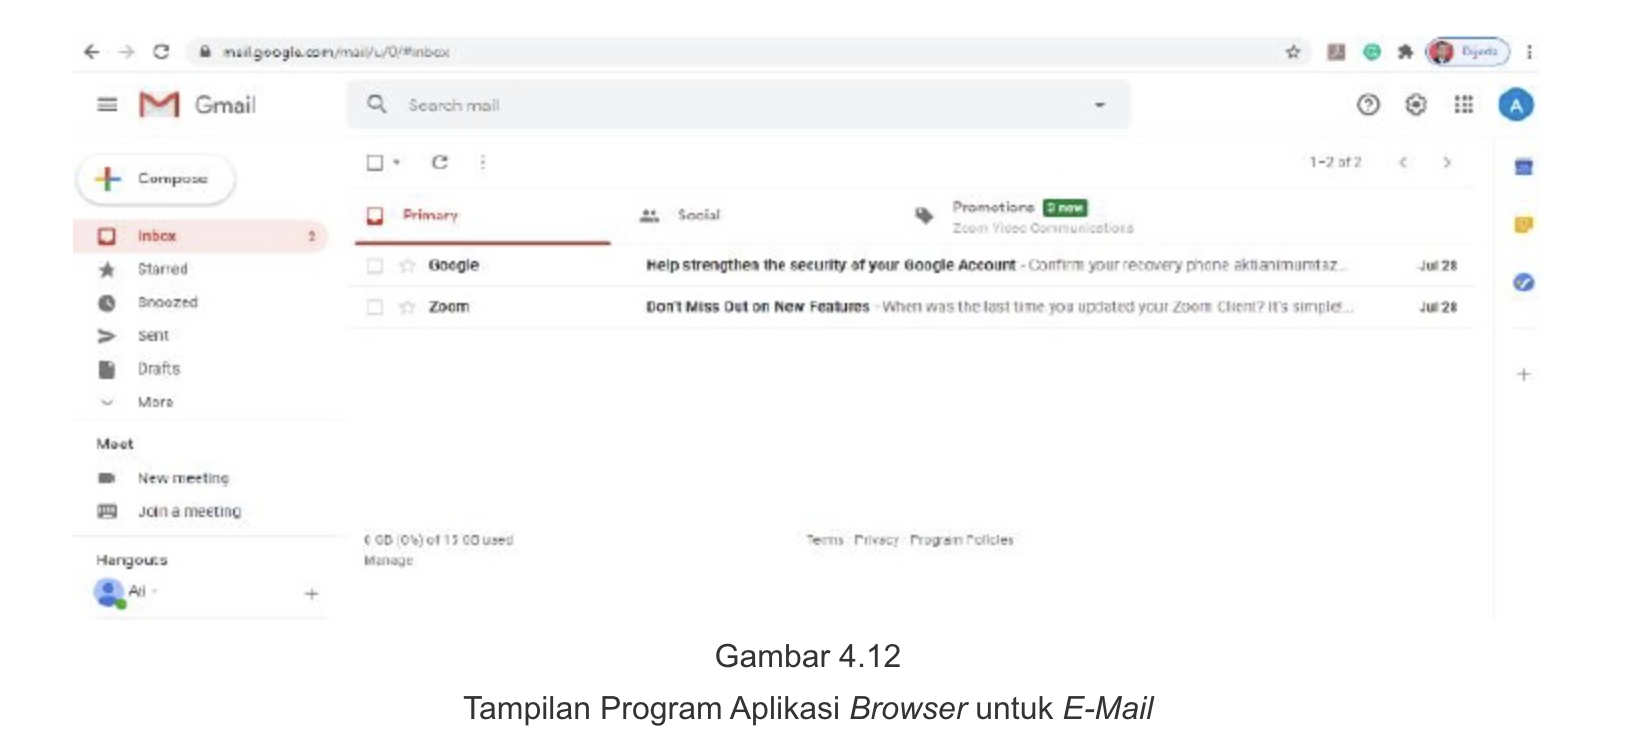 mail.google.com/mail/u/0/#inbox
Gmail
Search mail
A
Compose
1-2 of 2
Primary
Social
Promotions
Zoom Video Communications
Inbox 2
Google Help strengthen the security of your Google Account - Confirm your recovery phone aktianimumtaz... Jul 28
Starred
Snoozed
Zoom Don't Miss Out on New Features - When was the last time you updated your Zoom Client? It's simple!... Jul 28
Sent
Drafts
More
Meet
New meeting
Join a meeting
0 GB (0%) of 15 GB used
Manage
Terms · Privacy · Program Policies
Hangouts
Gambar 4.12
Tampilan Program Aplikasi Browser untuk E-Mail